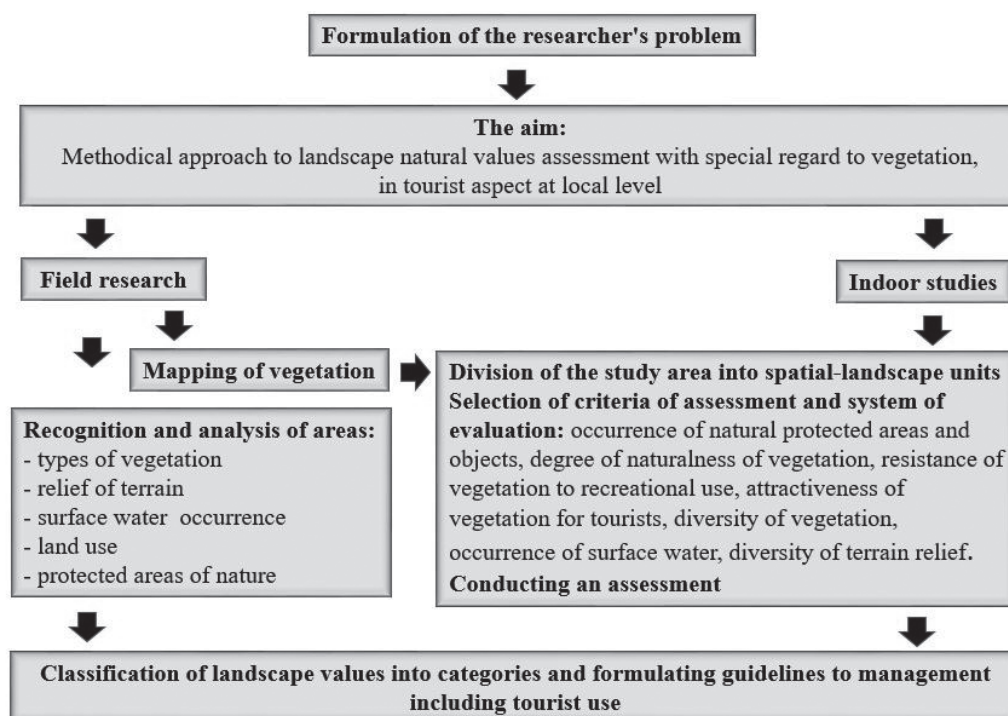 Formulation of the researcher's problem
The aim:
Methodical approach to landscape natural values assessment with special regard to vegetation,
in tourist aspect at local level
Field research
Indoor studies
Mapping of vegetation
Recognition and analysis of areas:
- types of vegetation
- relief of terrain
- surface water occurrence
- land use
- protected areas of nature
Division of the study area into spatial-landscape units
Selection of criteria of assessment and system of
evaluation: occurrence of natural protected areas and
objects, degree of naturalness of vegetation, resistance of
vegetation to recreational use, attractiveness of
vegetation for tourists, diversity of vegetation,
occurrence of surface water, diversity of terrain relief.
Conducting an assessment
Classification of landscape values into categories and formulating guidelines to management
including tourist use